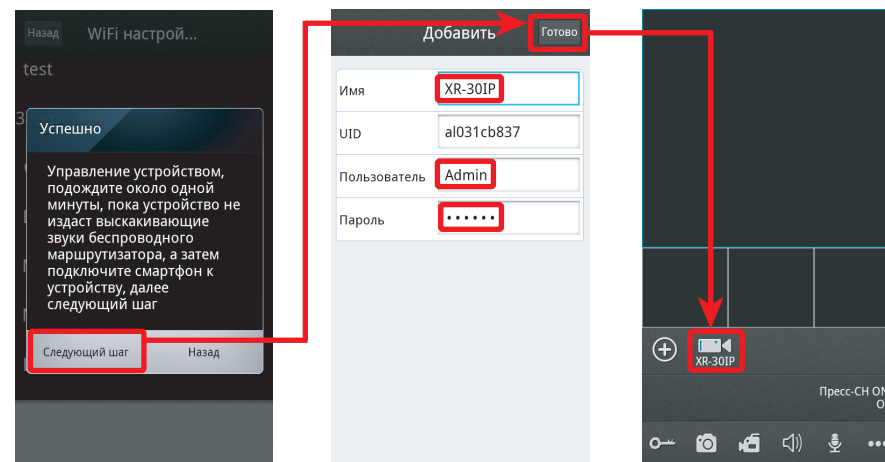 Назад
WiFi настрой...
test
Успешно
Управление устройством,
подождите около одной
минуты, пока устройство не
издаст выскакивающие
звуки беспроводного
маршрутизатора, а затем
подключите смартфон к
устройству, далее
следующий шаг
Следующий шаг
Назад
Добавить
Готово
Имя
XR-30IP
UID
al031cb837
Пользователь
Admin
Пароль
••••••
XR-30IP
Пресс-CH ON
O